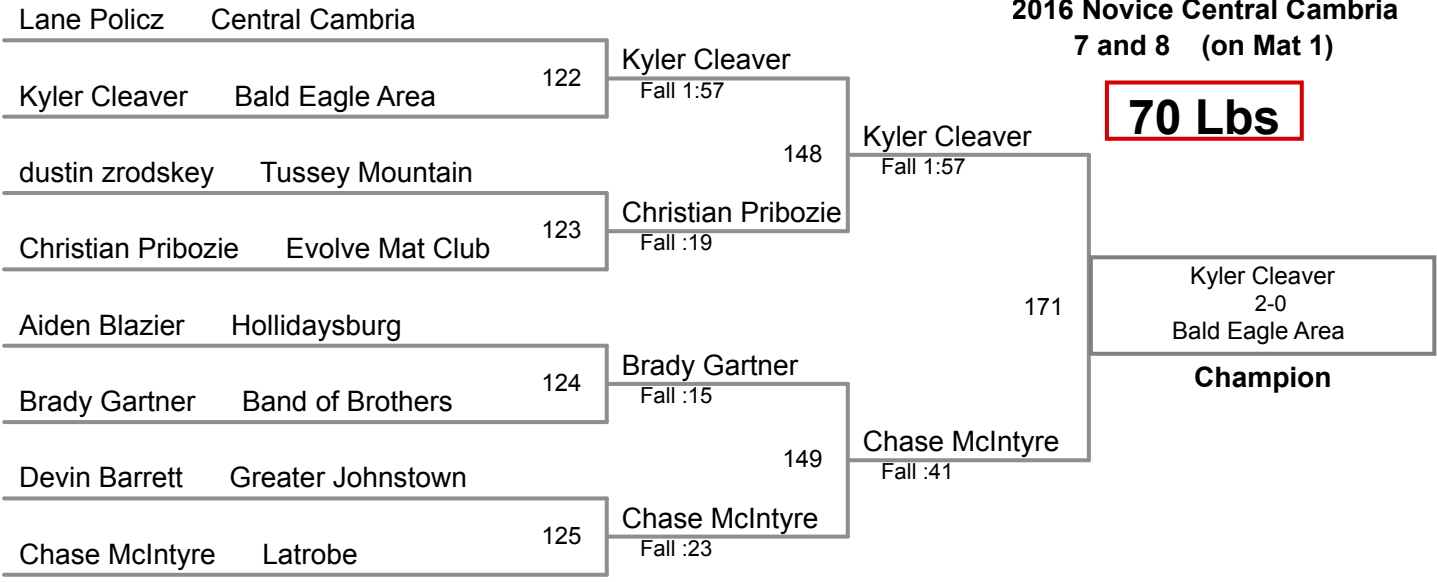 2016 Novice Central Cambria
7 and 8 (on Mat 1)
70 Lbs
Lane Policz Central Cambria
Kyler Cleaver Bald Eagle Area
122
dustin zrodskey Tussey Mountain
Christian Pribozie Evolve Mat Club
123
Aiden Blazier Hollidaysburg
Brady Gartner Band of Brothers
124
Devin Barrett Greater Johnstown
Chase McIntyre Latrobe
125
Kyler Cleaver
Fall 1:57
148
Christian Pribozie
Fall :19
Brady Gartner
Fall :15
149
Chase McIntyre
Fall :23
Kyler Cleaver
Fall 1:57
171
Chase McIntyre
Fall :41
Kyler Cleaver
2-0
Bald Eagle Area
Champion